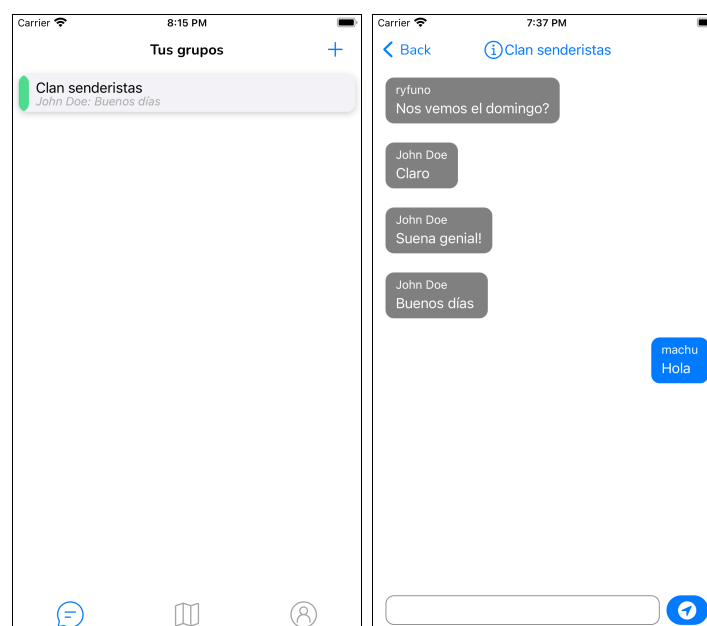 Carrier 8:15 PM
Tus grupos
Clan senderistas
John Doe: Buenos días
Carrier 7:37 PM
Back Clan senderistas
ryfuno
Nos vemos el domingo?
John Doe
Claro
John Doe
Suena genial!
John Doe
Buenos días
machu
Hola